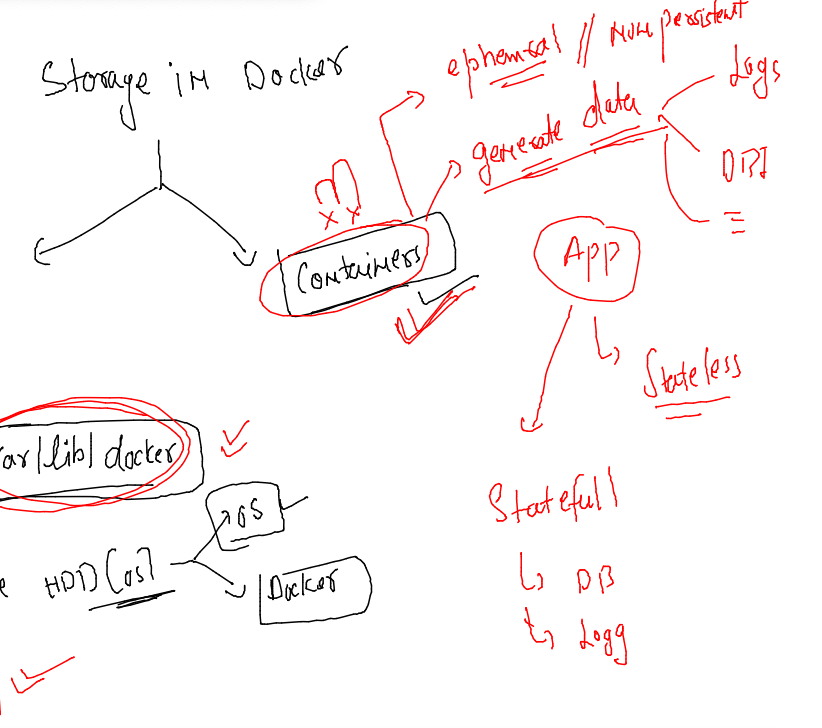 Storage in Docker
ephemeral // Non persistent
generate data
Logs
DB
Containers
App
Stateless
ar/lib/docker
Statefull
OS
HDD (OS)
Docker
DB
Logg